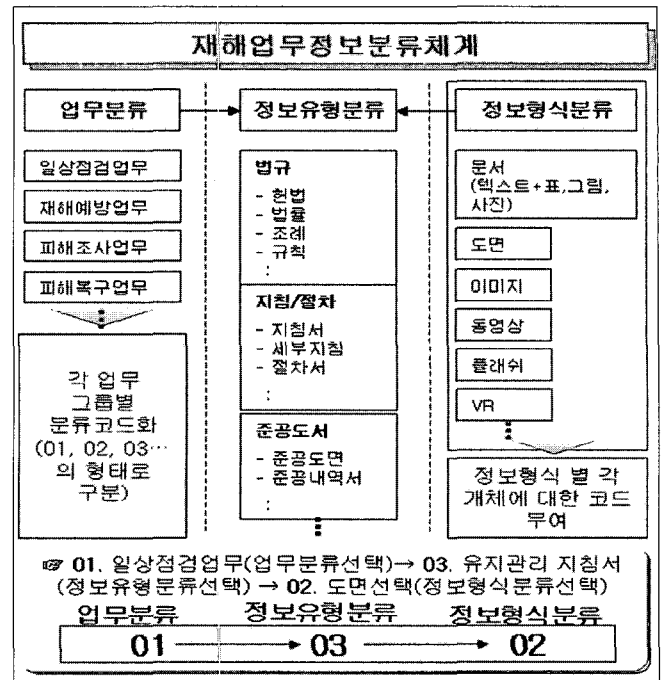 재해업무정보분류체계
업무분류
정보유형분류
정보형식분류
일상점검업무
재해예방업무
피해조사업무
피해복구업무
각 업무
그룹별
분류코드화
(01, 02, 03…
의 형태로
구분)
법규
- 헌법
- 법률
- 조례
- 규칙
:
지침/절차
- 지침서
- 세부지침
- 절차서
:
준공도서
- 준공도면
- 준공내역서
:
문서
(텍스트+표,그림,
사진)
도면
이미지
동영상
플래쉬
VR
정보형식 별 각
개체에 대한 코드
부여
☞ 01. 일상점검업무(업무분류선택)→ 03. 유지관리 지침서
(정보유형분류선택) → 02. 도면선택(정보형식분류선택)
업무분류 정보유형분류 정보형식분류
01 → 03 → 02